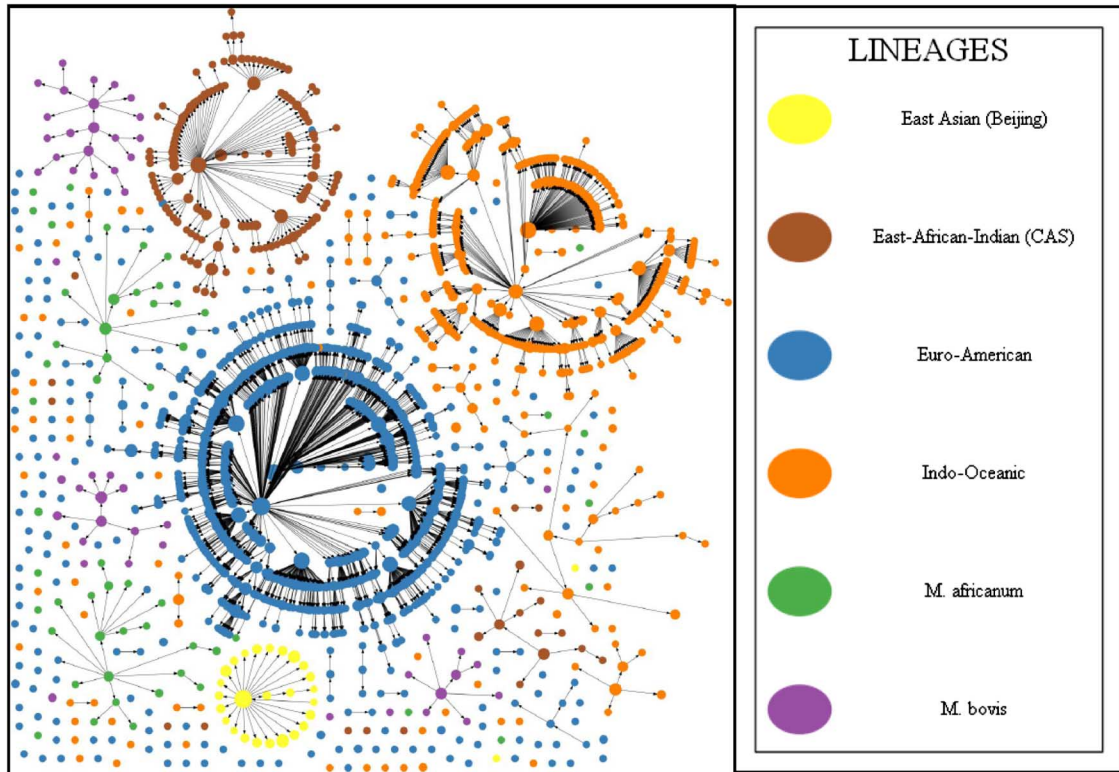 LINEAGES
East Asian (Beijing)
East-African-Indian (CAS)
Euro-American
Indo-Oceanic
M. africanum
M. bovis